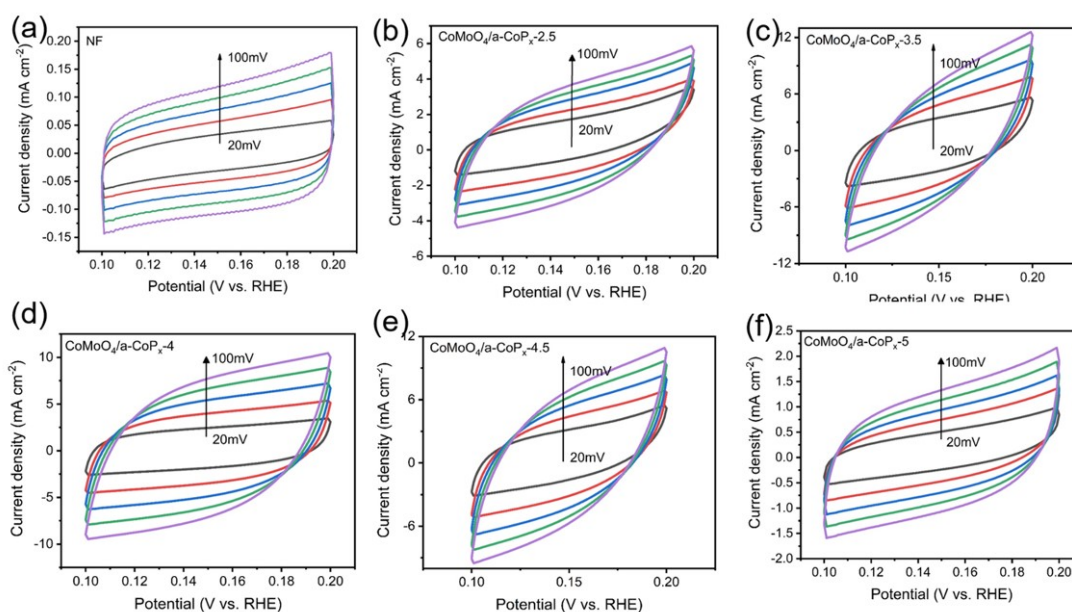 (a)
NF
100mV
20mV
0.20
0.15
0.10
0.05
0.00
-0.05
-0.10
-0.15
Current density (mA cm⁻²)
0.10 0.12 0.14 0.16 0.18 0.20
Potential (V vs. RHE)
(b)
CoMoO₄/a-CoPₓ-2.5
100mV
20mV
6
4
2
0
-2
-4
-6
Current density (mA cm⁻²)
0.10 0.12 0.14 0.16 0.18 0.20
Potential (V vs. RHE)
(c)
CoMoO₄/a-CoPₓ-3.5
100mV
20mV
12
6
0
-6
-12
Current density (mA cm⁻²)
0.10 0.15 0.20
Potential (V vs. RHE)
(d)
CoMoO₄/a-CoPₓ-4
100mV
20mV
10
5
0
-5
-10
Current density (mA cm⁻²)
0.10 0.12 0.14 0.16 0.18 0.20
Potential (V vs. RHE)
(e)
CoMoO₄/a-CoPₓ-4.5
100mV
20mV
12
6
0
-6
Current density (mA cm⁻²)
0.10 0.15 0.20
Potential (V vs. RHE)
(f)
CoMoO₄/a-CoPₓ-5
100mV
20mV
2.5
2.0
1.5
1.0
0.5
0.0
-0.5
-1.0
-1.5
-2.0
Current density (mA cm⁻²)
0.10 0.12 0.14 0.16 0.18 0.20
Potential (V vs. RHE)